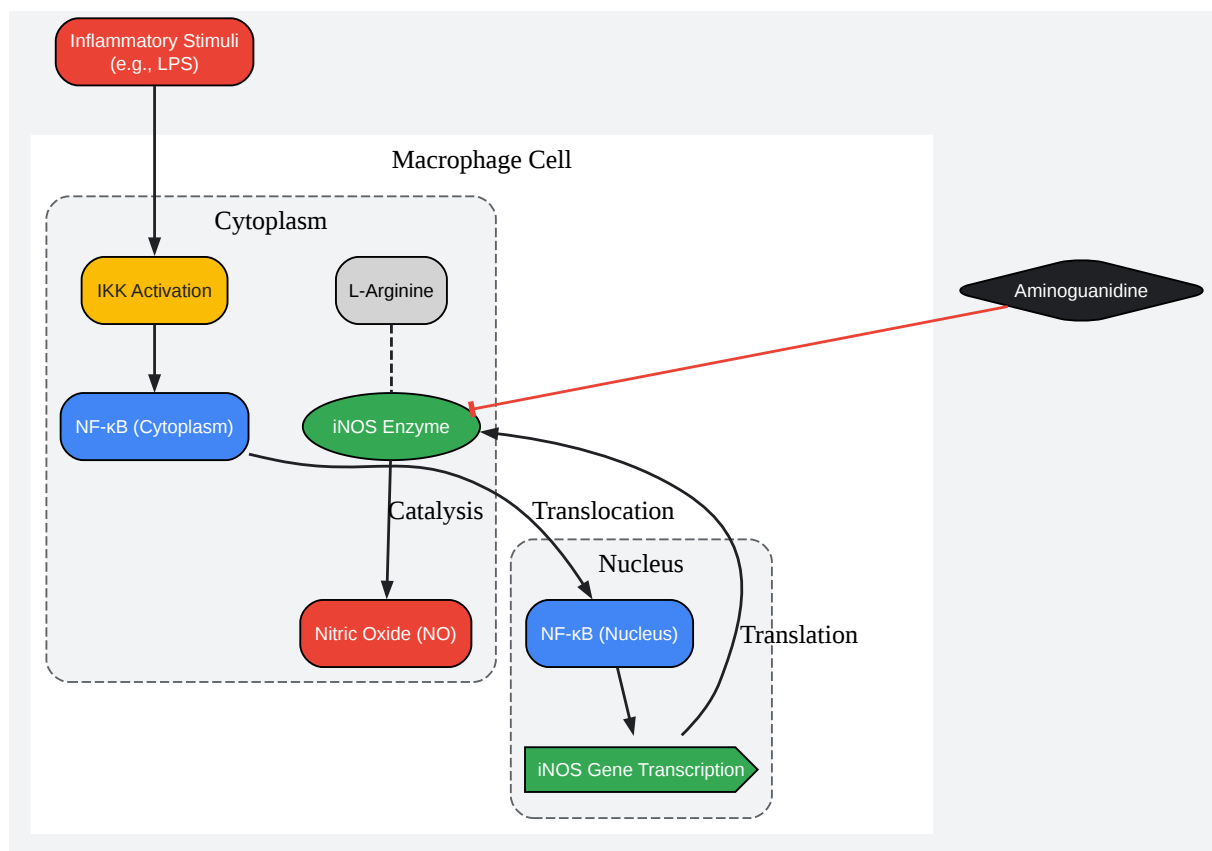 Inflammatory Stimuli
(e.g., LPS)
Macrophage Cell
Cytoplasm
IKK Activation
L-Arginine
Aminoguanidine
NF-κB (Cytoplasm)
iNOS Enzyme
Catalysis
Translocation
Nucleus
Nitric Oxide (NO)
NF-κB (Nucleus)
Translation
iNOS Gene Transcription